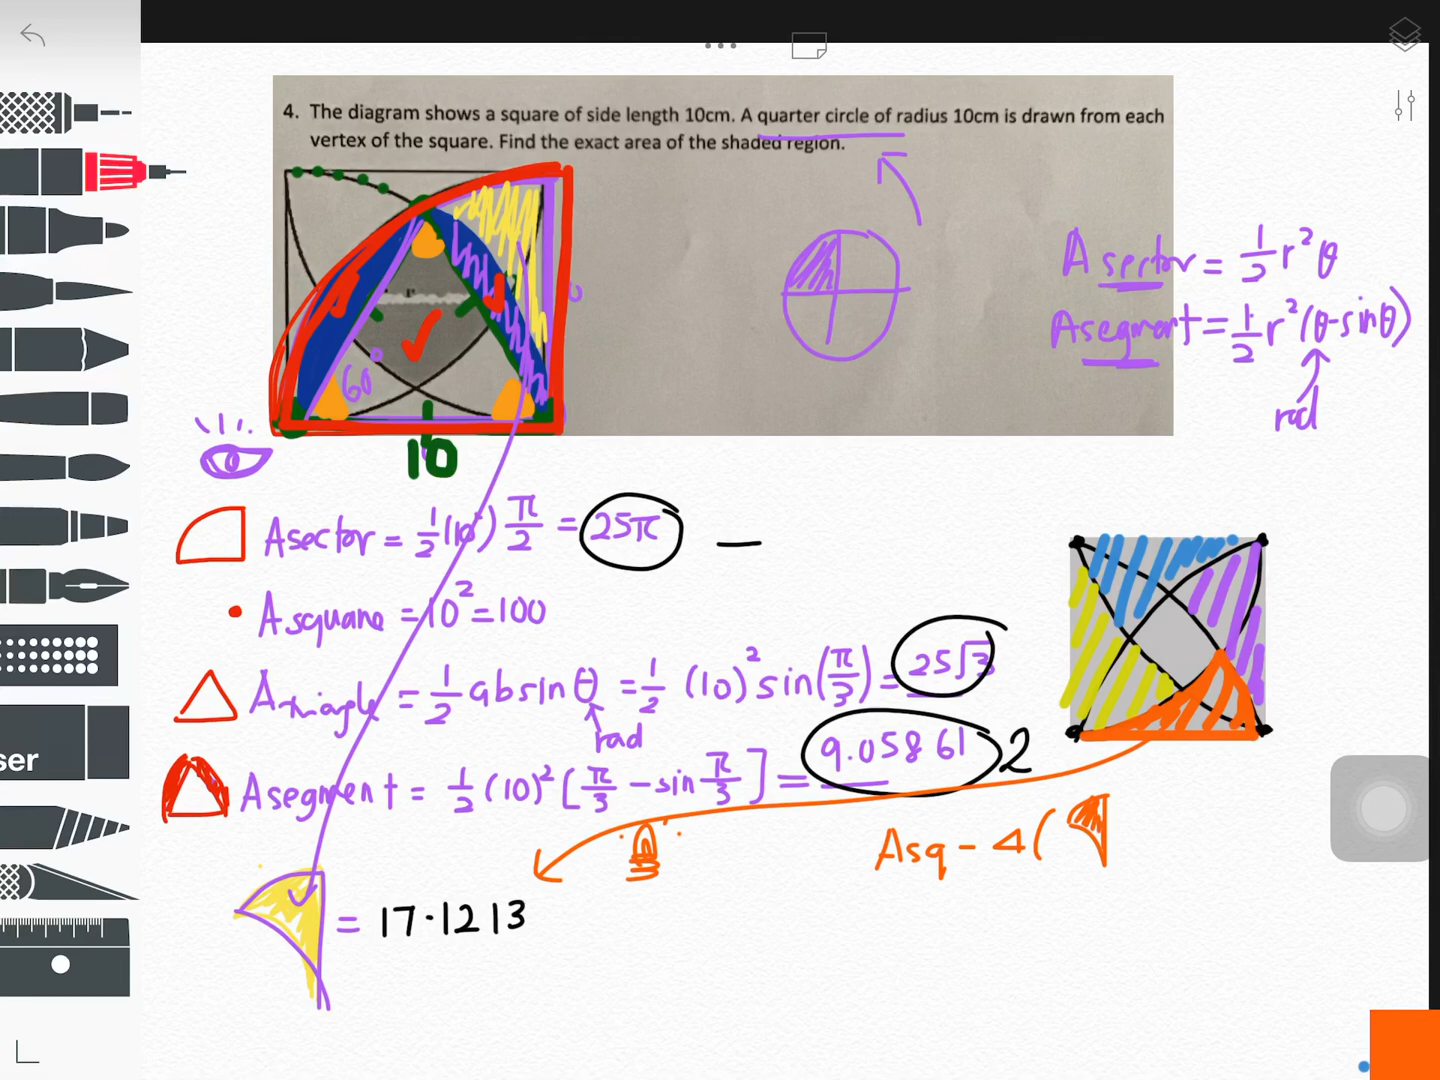 4. The diagram shows a square of side length 10cm. A quarter circle of radius 10cm is drawn from each
vertex of the square. Find the exact area of the shaded region.
A sector = 1/2 r² θ
A segment = 1/2 r² (θ - sin θ)
rad
60°
10
A sector = 1/2 (10²) π/2 = 25π —
A square = 10² = 100
A triangle = 1/2 ab sin θ = 1/2 (10)² sin(π/3) = 25√3
rad
A segment = 1/2 (10)² [π/3 - sin π/3] = 9.05861 2
Asq - 4(
= 17.1213
ser